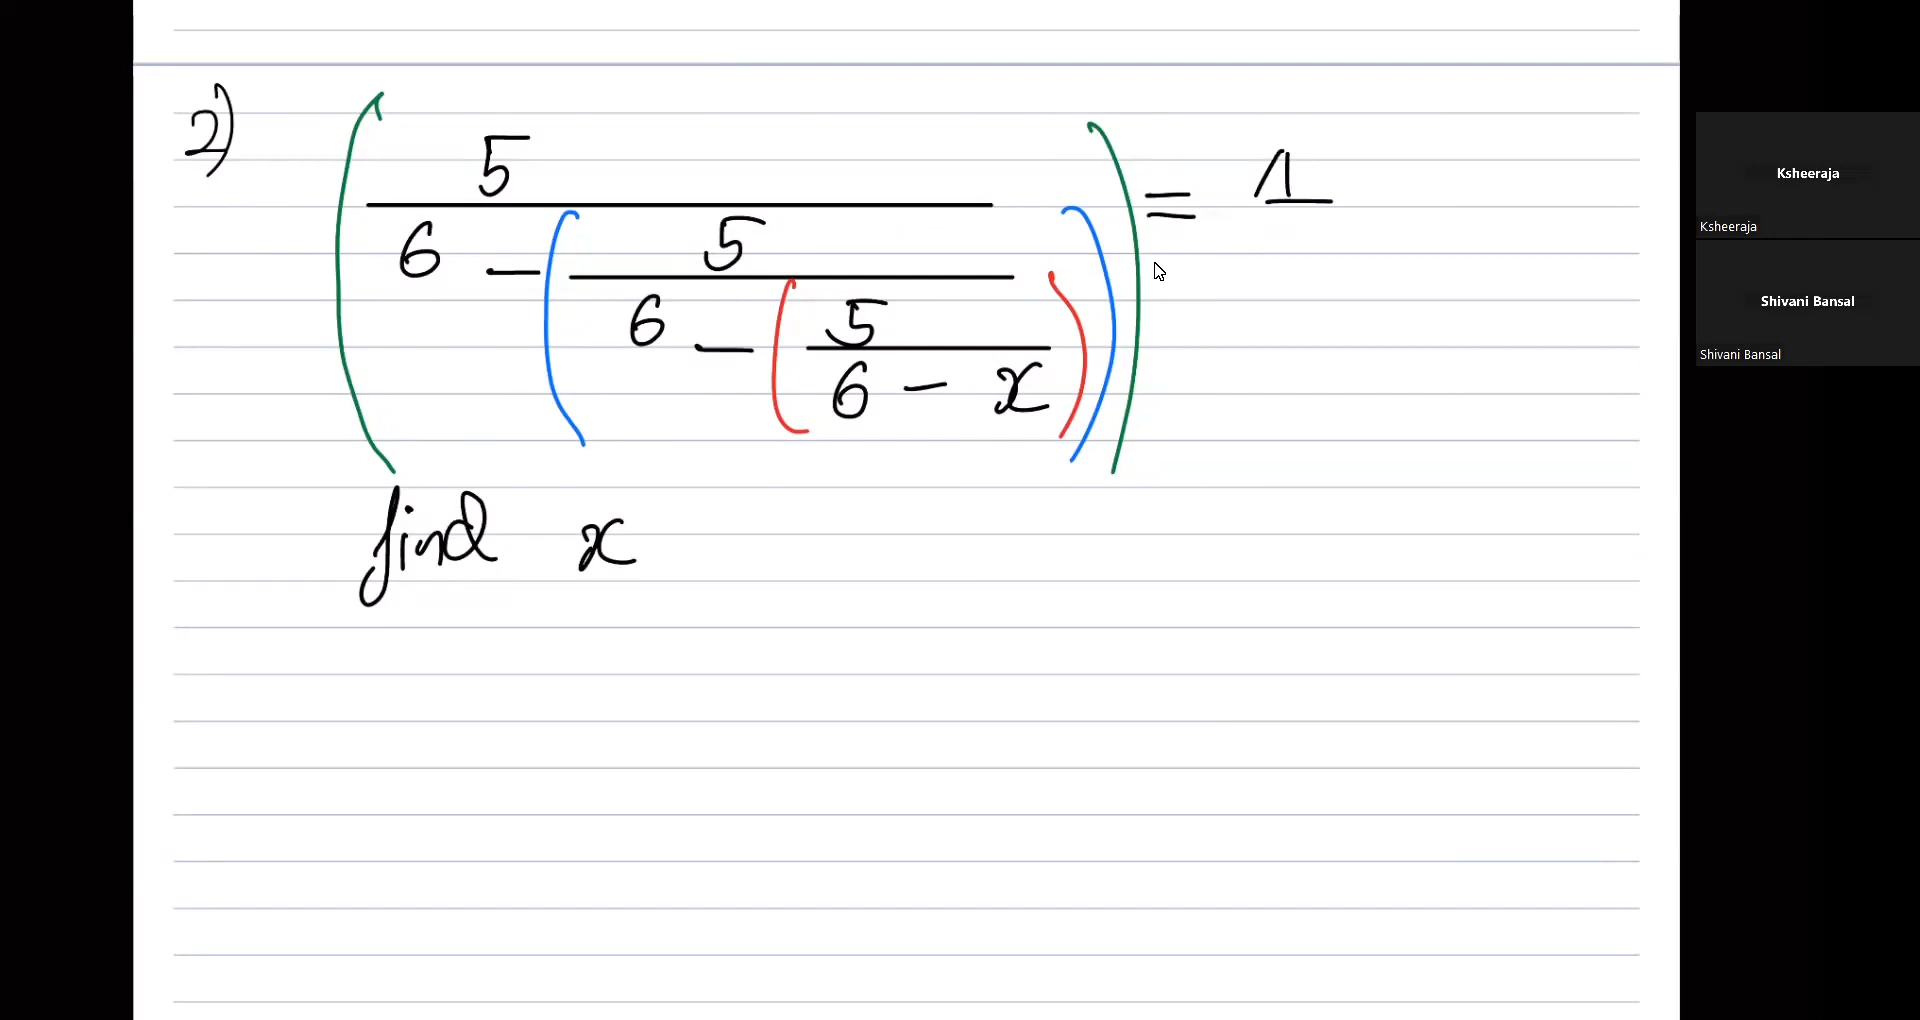 2)
5
= 1
6 - 5
6 - 5
6 - x
find x
Ksheeraja
Ksheeraja
Shivani Bansal
Shivani Bansal